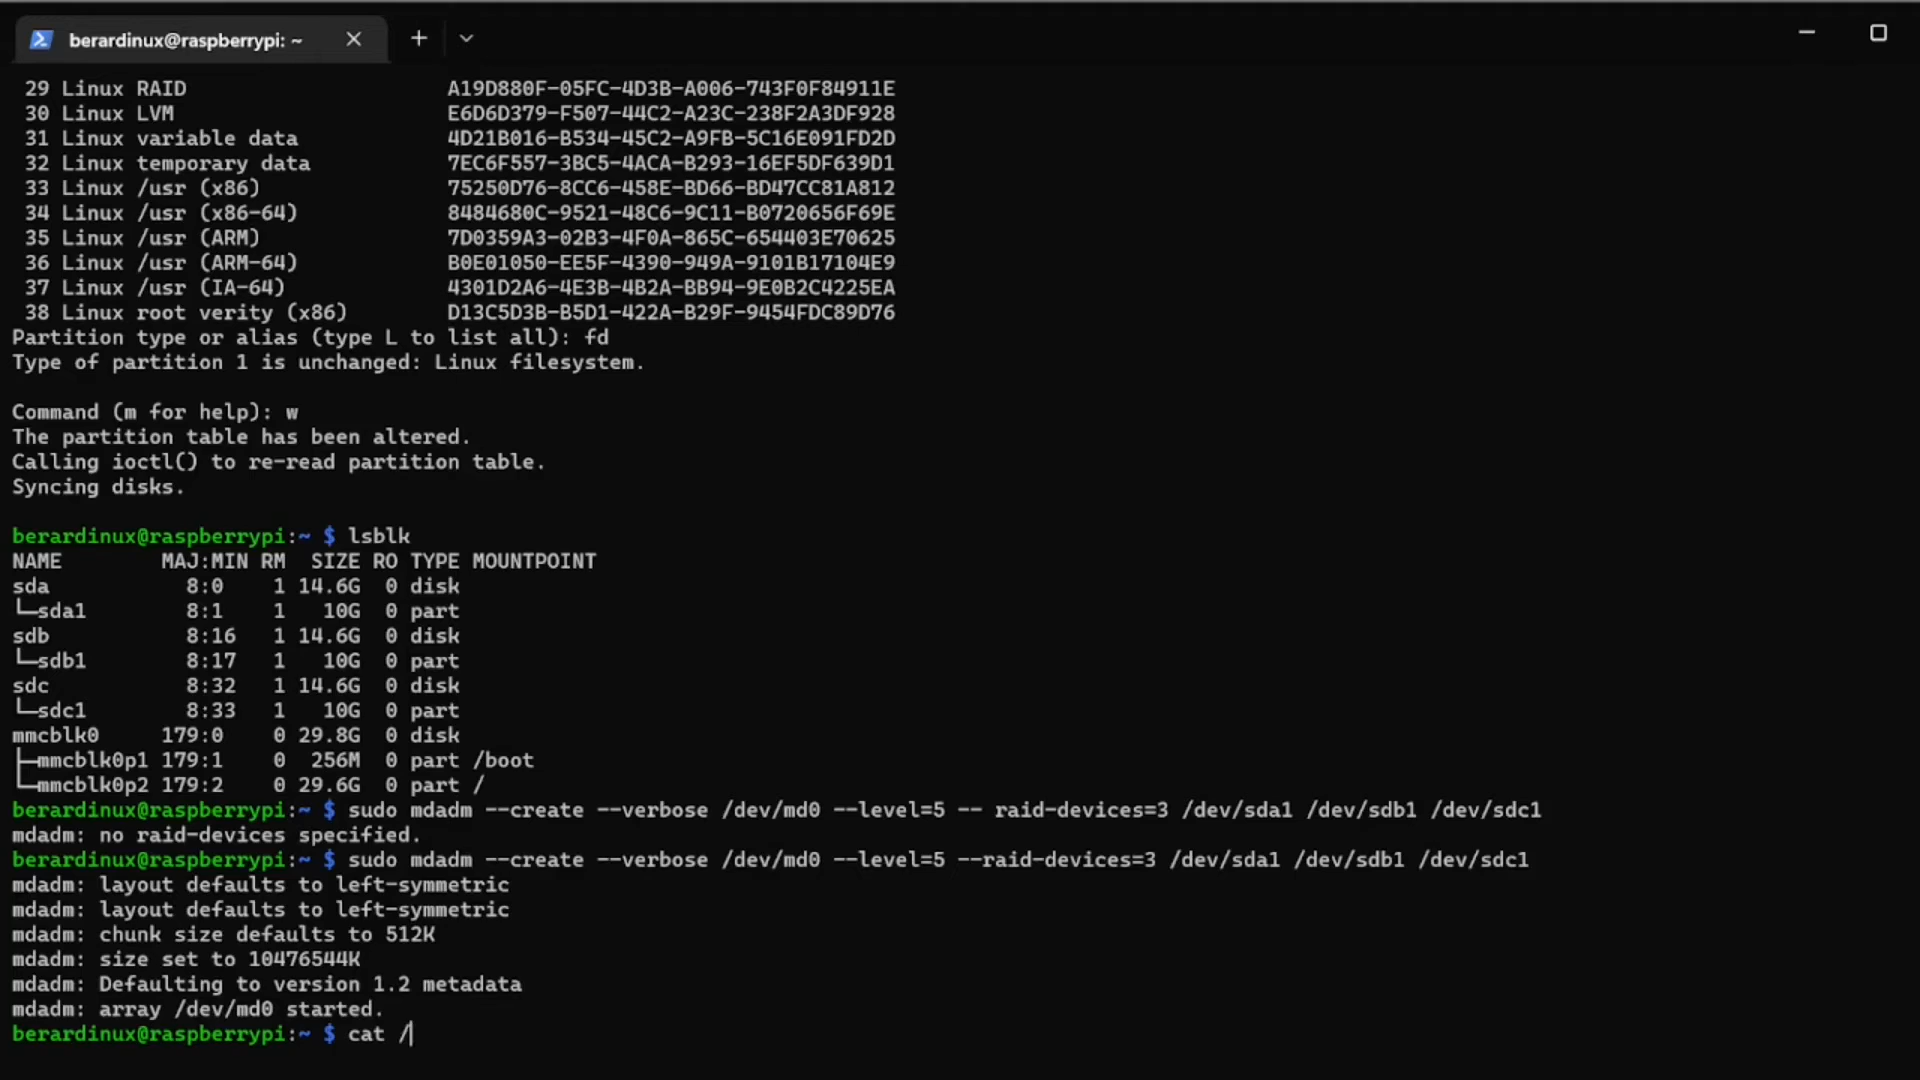 berardinux@raspberrypi: ~
29 Linux RAID A19D880F-05FC-4D3B-A006-743F0F84911E
30 Linux LVM E6D6D379-F507-44C2-A23C-238F2A3DF928
31 Linux variable data 4D21B016-B534-45C2-A9FB-5C16E091FD2D
32 Linux temporary data 7EC6F557-3BC5-4ACA-B293-16EF5DF639D1
33 Linux /usr (x86) 75250D76-8CC6-458E-BD66-BD47CC81A812
34 Linux /usr (x86-64) 8484680C-9521-48C6-9C11-B0720656F69E
35 Linux /usr (ARM) 7D0359A3-02B3-4F0A-865C-654403E70625
36 Linux /usr (ARM-64) B0E01050-EE5F-4390-949A-9101B17104E9
37 Linux /usr (IA-64) 4301D2A6-4E3B-4B2A-BB94-9E0B2C4225EA
38 Linux root verity (x86) D13C5D3B-B5D1-422A-B29F-9454FDC89D76
Partition type or alias (type L to list all): fd
Type of partition 1 is unchanged: Linux filesystem.
Command (m for help): w
The partition table has been altered.
Calling ioctl() to re-read partition table.
Syncing disks.
berardinux@raspberrypi:~ $ lsblk
NAME MAJ:MIN RM SIZE RO TYPE MOUNTPOINT
sda 8:0 1 14.6G 0 disk
└─sda1 8:1 1 10G 0 part
sdb 8:16 1 14.6G 0 disk
└─sdb1 8:17 1 10G 0 part
sdc 8:32 1 14.6G 0 disk
└─sdc1 8:33 1 10G 0 part
mmcblk0 179:0 0 29.8G 0 disk
├─mmcblk0p1 179:1 0 256M 0 part /boot
└─mmcblk0p2 179:2 0 29.6G 0 part /
berardinux@raspberrypi:~ $ sudo mdadm --create --verbose /dev/md0 --level=5 -- raid-devices=3 /dev/sda1 /dev/sdb1 /dev/sdc1
mdadm: no raid-devices specified.
berardinux@raspberrypi:~ $ sudo mdadm --create --verbose /dev/md0 --level=5 --raid-devices=3 /dev/sda1 /dev/sdb1 /dev/sdc1
mdadm: layout defaults to left-symmetric
mdadm: layout defaults to left-symmetric
mdadm: chunk size defaults to 512K
mdadm: size set to 10476544K
mdadm: Defaulting to version 1.2 metadata
mdadm: array /dev/md0 started.
berardinux@raspberrypi:~ $ cat /